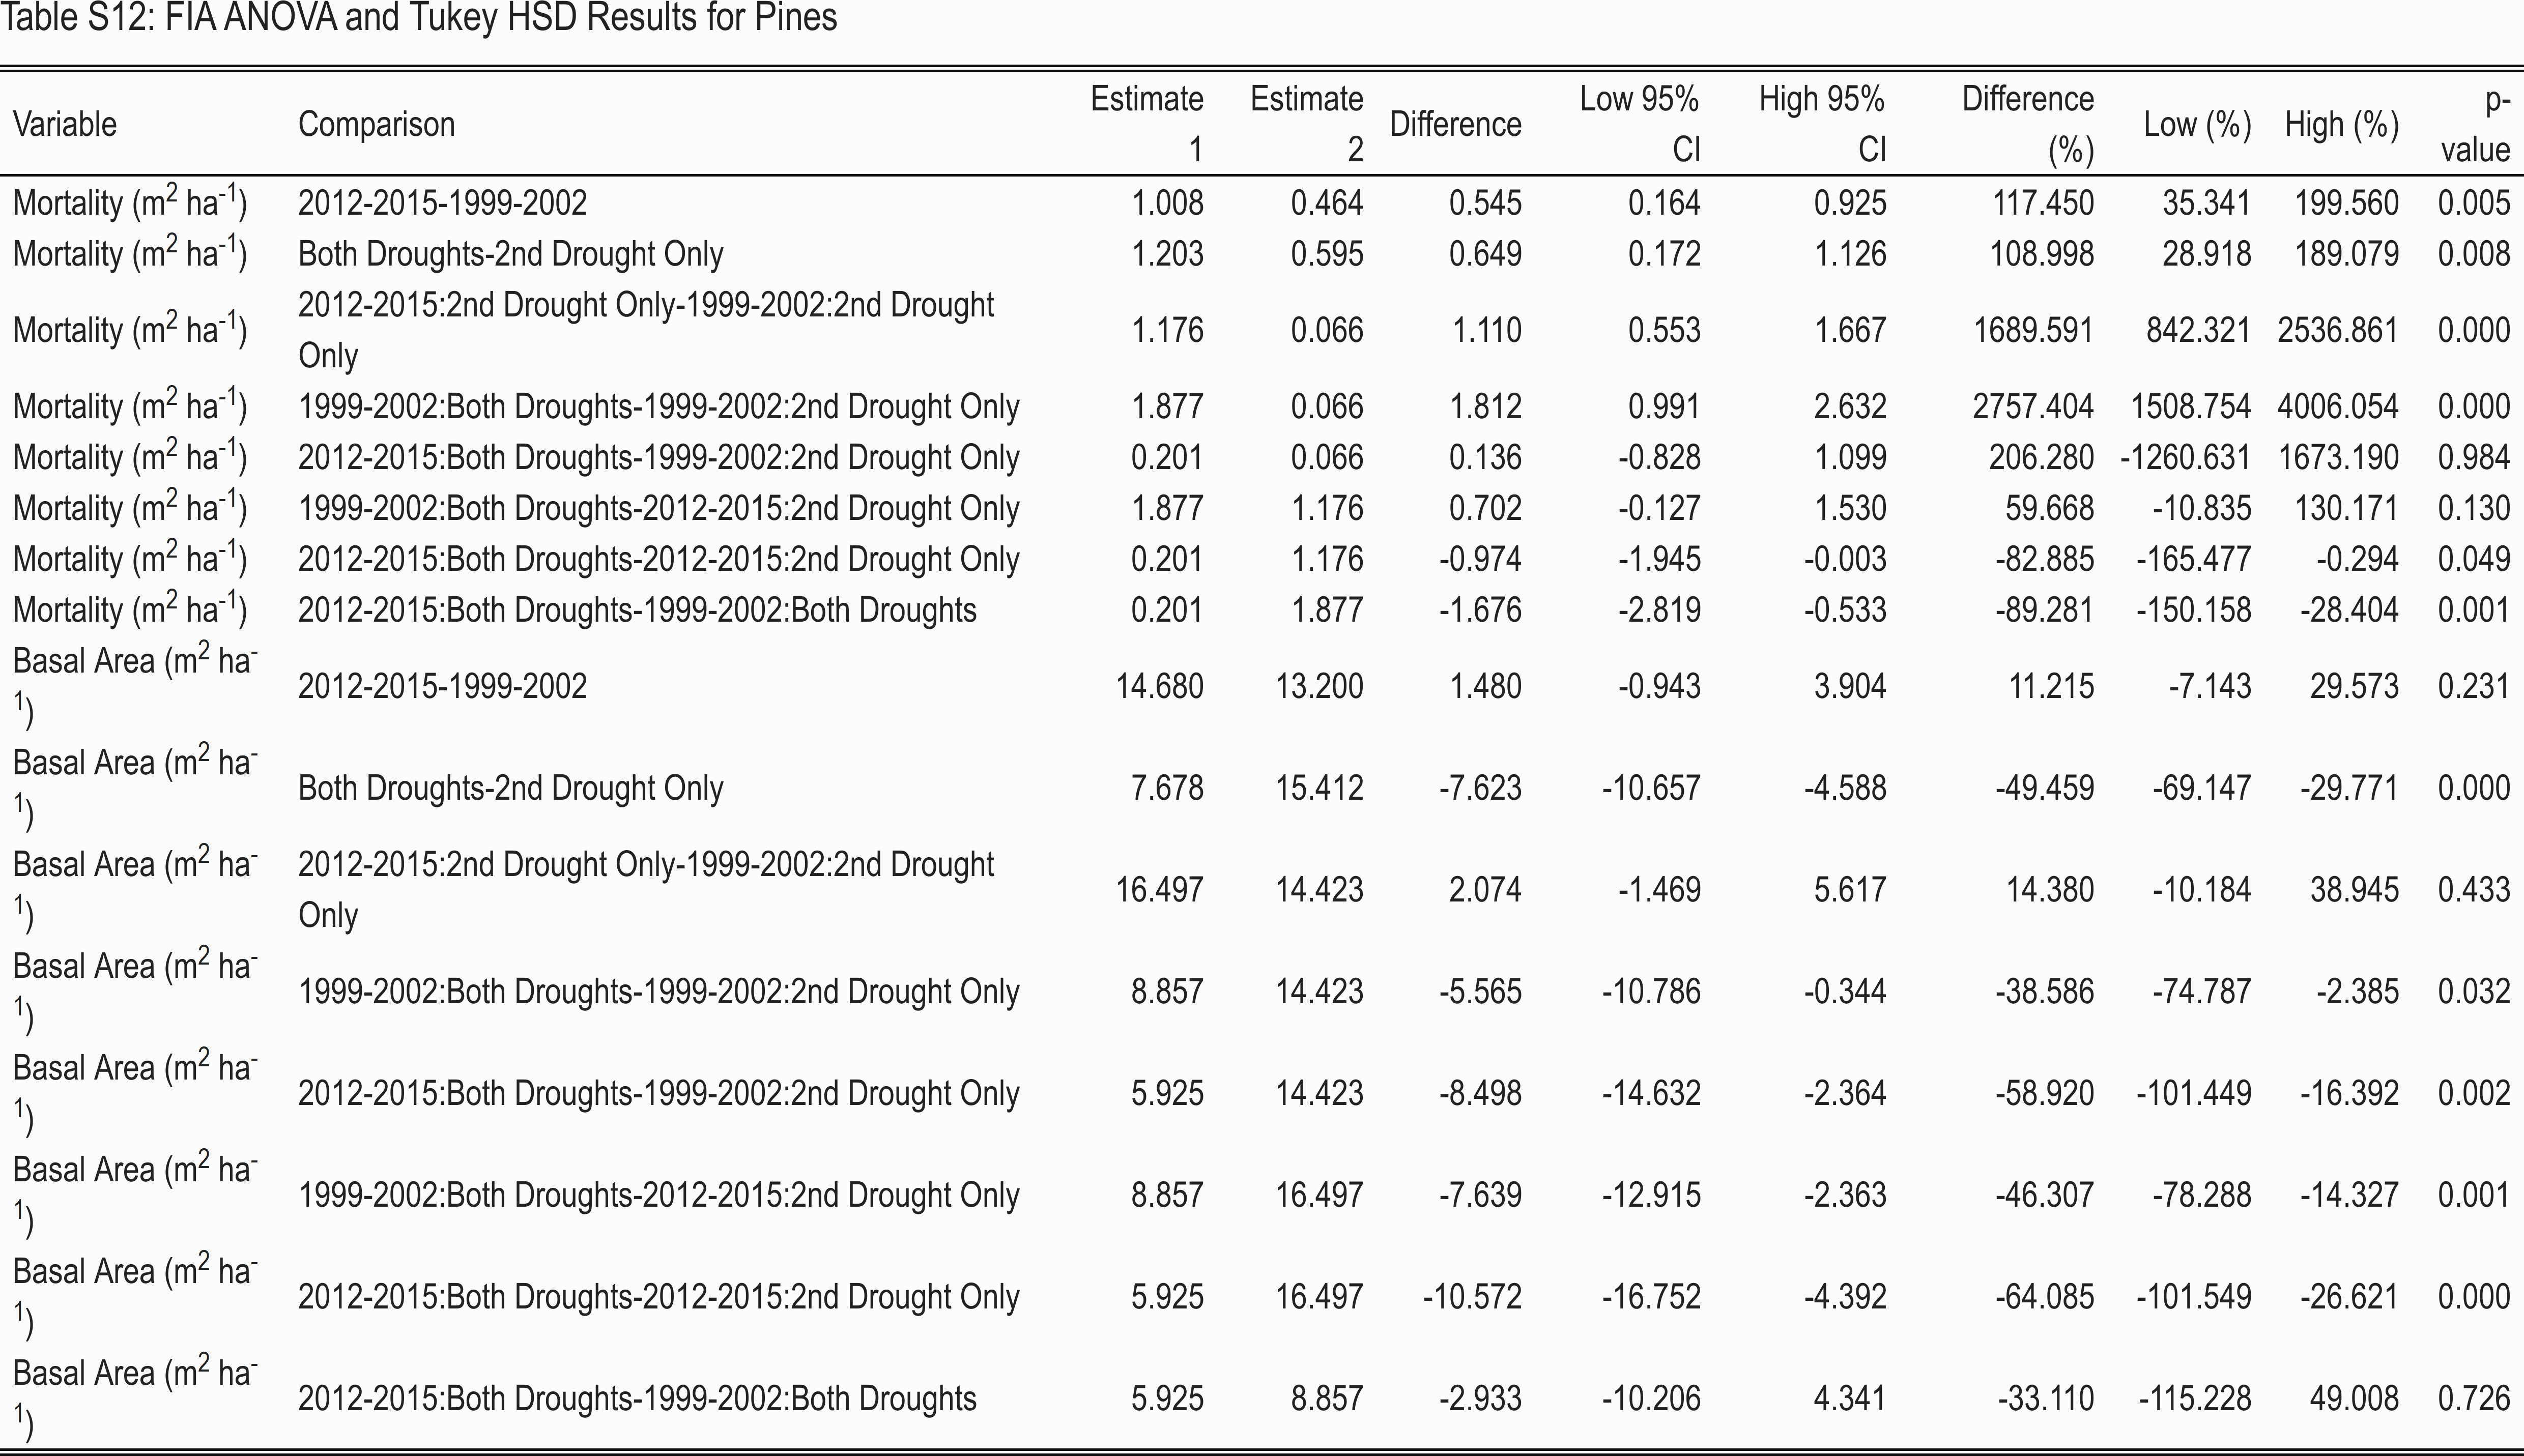 Table S12: FIA ANOVA and Tukey HSD Results for Pines
Variable Comparison Estimate 1 Estimate 2 Difference Low 95% CI High 95% CI Difference (%) Low (%) High (%) p-value
Mortality (m2 ha-1) 2012-2015-1999-2002 1.008 0.464 0.545 0.164 0.925 117.450 35.341 199.560 0.005
Mortality (m2 ha-1) Both Droughts-2nd Drought Only 1.203 0.595 0.649 0.172 1.126 108.998 28.918 189.079 0.008
Mortality (m2 ha-1) 2012-2015:2nd Drought Only-1999-2002:2nd Drought Only 1.176 0.066 1.110 0.553 1.667 1689.591 842.321 2536.861 0.000
Mortality (m2 ha-1) 1999-2002:Both Droughts-1999-2002:2nd Drought Only 1.877 0.066 1.812 0.991 2.632 2757.404 1508.754 4006.054 0.000
Mortality (m2 ha-1) 2012-2015:Both Droughts-1999-2002:2nd Drought Only 0.201 0.066 0.136 -0.828 1.099 206.280 -1260.631 1673.190 0.984
Mortality (m2 ha-1) 1999-2002:Both Droughts-2012-2015:2nd Drought Only 1.877 1.176 0.702 -0.127 1.530 59.668 -10.835 130.171 0.130
Mortality (m2 ha-1) 2012-2015:Both Droughts-2012-2015:2nd Drought Only 0.201 1.176 -0.974 -1.945 -0.003 -82.885 -165.477 -0.294 0.049
Mortality (m2 ha-1) 2012-2015:Both Droughts-1999-2002:Both Droughts 0.201 1.877 -1.676 -2.819 -0.533 -89.281 -150.158 -28.404 0.001
Basal Area (m2 ha-1) 2012-2015-1999-2002 14.680 13.200 1.480 -0.943 3.904 11.215 -7.143 29.573 0.231
Basal Area (m2 ha-1) Both Droughts-2nd Drought Only 7.678 15.412 -7.623 -10.657 -4.588 -49.459 -69.147 -29.771 0.000
Basal Area (m2 ha-1) 2012-2015:2nd Drought Only-1999-2002:2nd Drought Only 16.497 14.423 2.074 -1.469 5.617 14.380 -10.184 38.945 0.433
Basal Area (m2 ha-1) 1999-2002:Both Droughts-1999-2002:2nd Drought Only 8.857 14.423 -5.565 -10.786 -0.344 -38.586 -74.787 -2.385 0.032
Basal Area (m2 ha-1) 2012-2015:Both Droughts-1999-2002:2nd Drought Only 5.925 14.423 -8.498 -14.632 -2.364 -58.920 -101.449 -16.392 0.002
Basal Area (m2 ha-1) 1999-2002:Both Droughts-2012-2015:2nd Drought Only 8.857 16.497 -7.639 -12.915 -2.363 -46.307 -78.288 -14.327 0.001
Basal Area (m2 ha-1) 2012-2015:Both Droughts-2012-2015:2nd Drought Only 5.925 16.497 -10.572 -16.752 -4.392 -64.085 -101.549 -26.621 0.000
Basal Area (m2 ha-1) 2012-2015:Both Droughts-1999-2002:Both Droughts 5.925 8.857 -2.933 -10.206 4.341 -33.110 -115.228 49.008 0.726